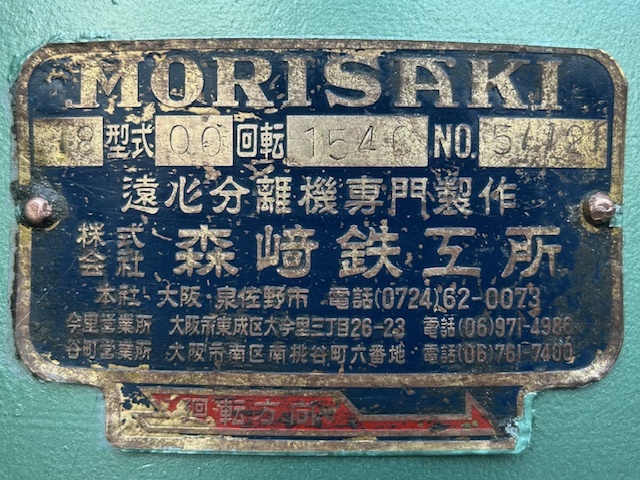 MORISAKI
18 型式 00 回転 1540 NO.
遠心分離機専門製作
株式会社 森﨑鉄工所
本社 大阪・泉佐野市 電話(0724)62-0073
今里営業所 大阪市東成区大今里三丁目26-23 電話(06)971-4986
谷町営業所 大阪市南区南桃谷町六番地 電話(06)761-7480
回転方向